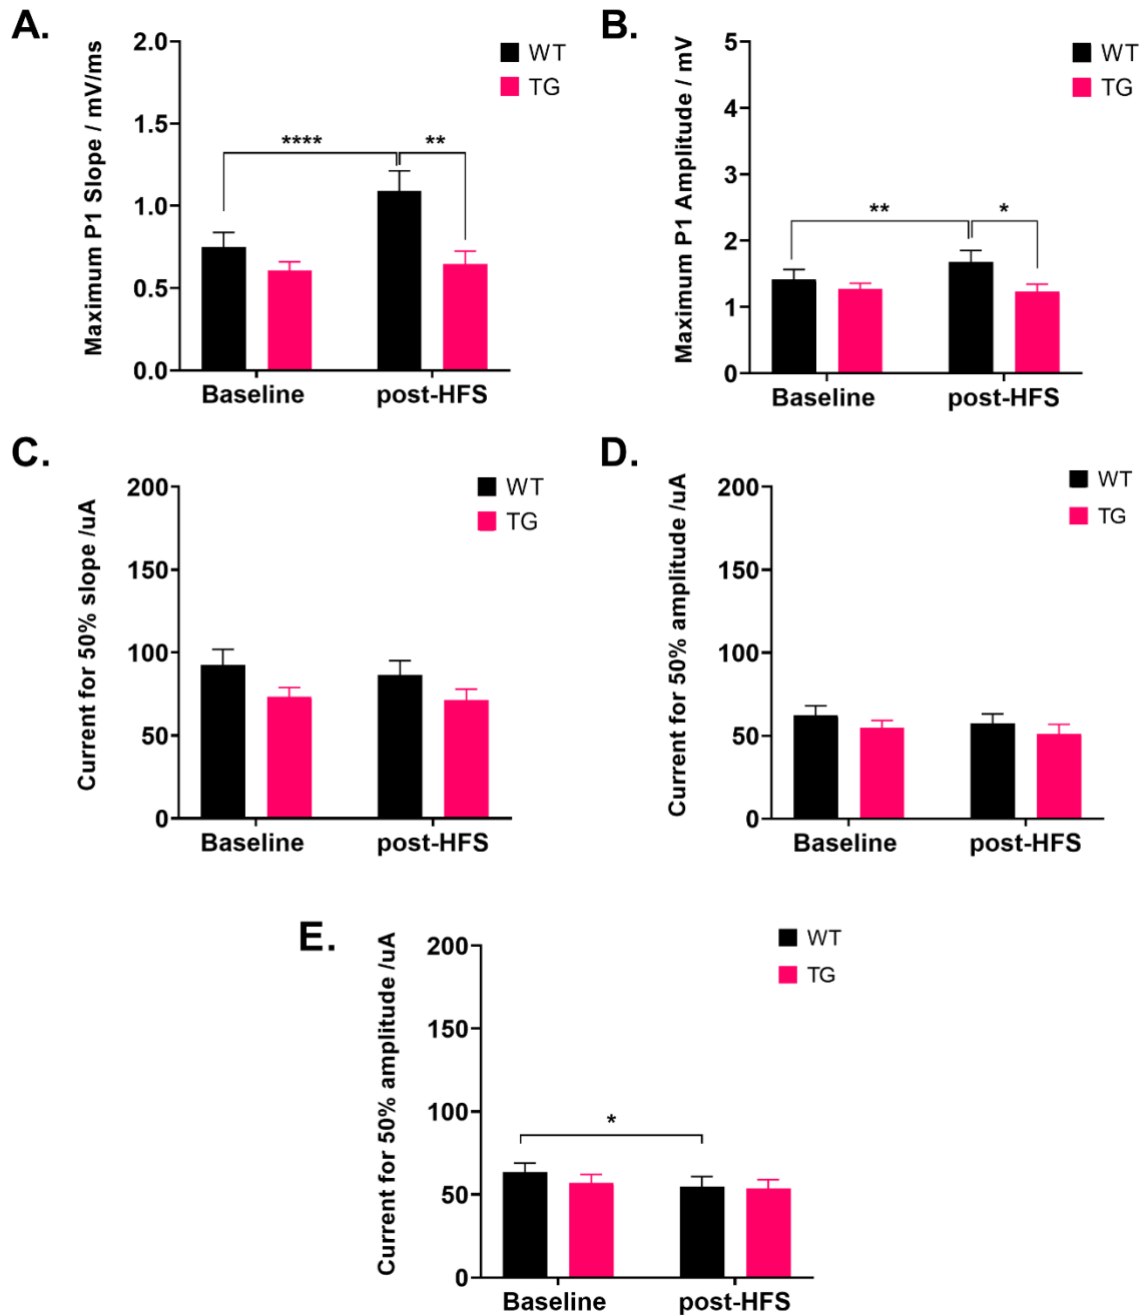 A.
Maximum P1 Slope / mV/ms
2.0
1.5
1.0
0.5
0.0
WT
TG
****
**
Baseline
post-HFS
B.
Maximum P1 Amplitude / mV
5
4
3
2
1
0
WT
TG
**
*
Baseline
post-HFS
C.
Current for 50% slope /uA
200
150
100
50
0
WT
TG
Baseline
post-HFS
D.
Current for 50% amplitude /uA
200
150
100
50
0
WT
TG
Baseline
post-HFS
E.
Current for 50% amplitude /uA
200
150
100
50
0
WT
TG
*
Baseline
post-HFS